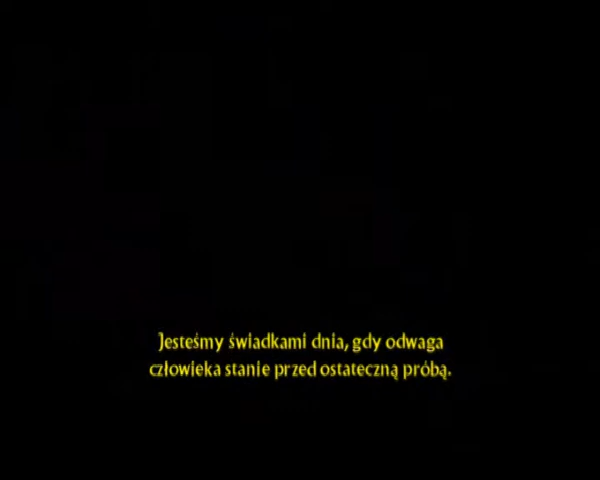 Jesteśmy świadkami dnia, gdy odwaga
człowieka stanie przed ostateczną próbą.